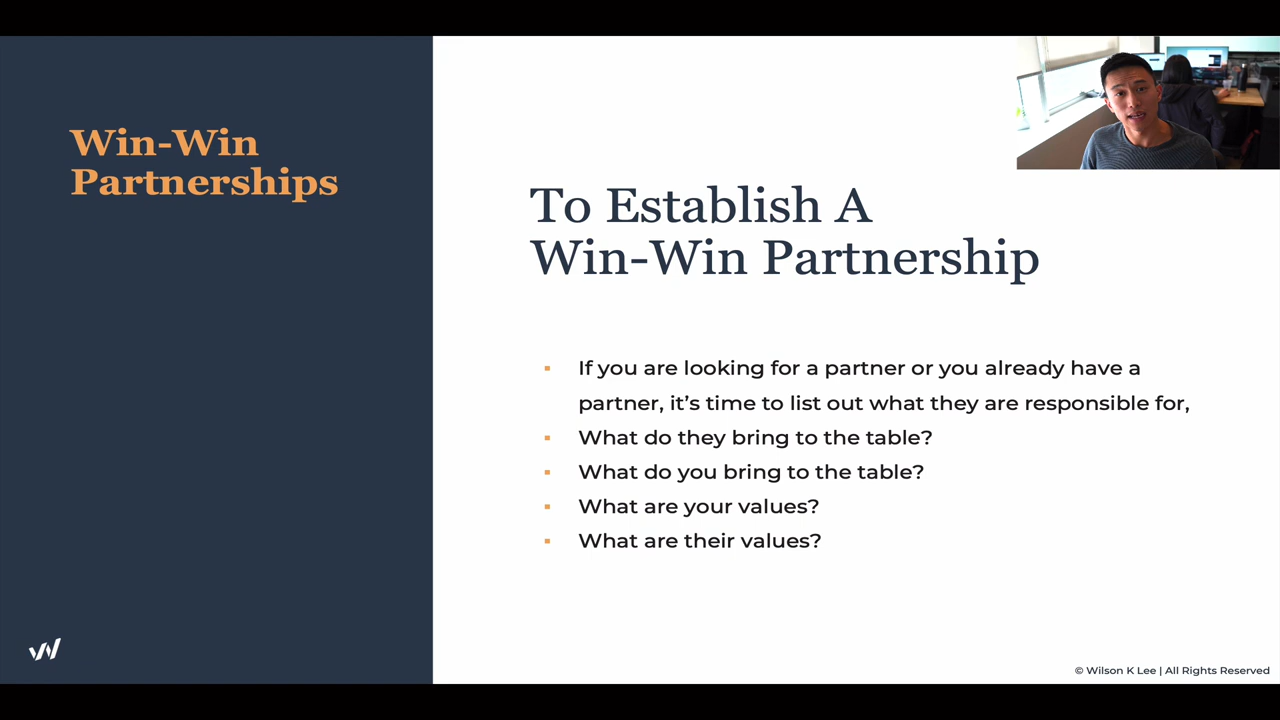 Win-Win
Partnerships
To Establish A
Win-Win Partnership
▪ If you are looking for a partner or you already have a
partner, it’s time to list out what they are responsible for,
▪ What do they bring to the table?
▪ What do you bring to the table?
▪ What are your values?
▪ What are their values?
© Wilson K Lee | All Rights Reserved